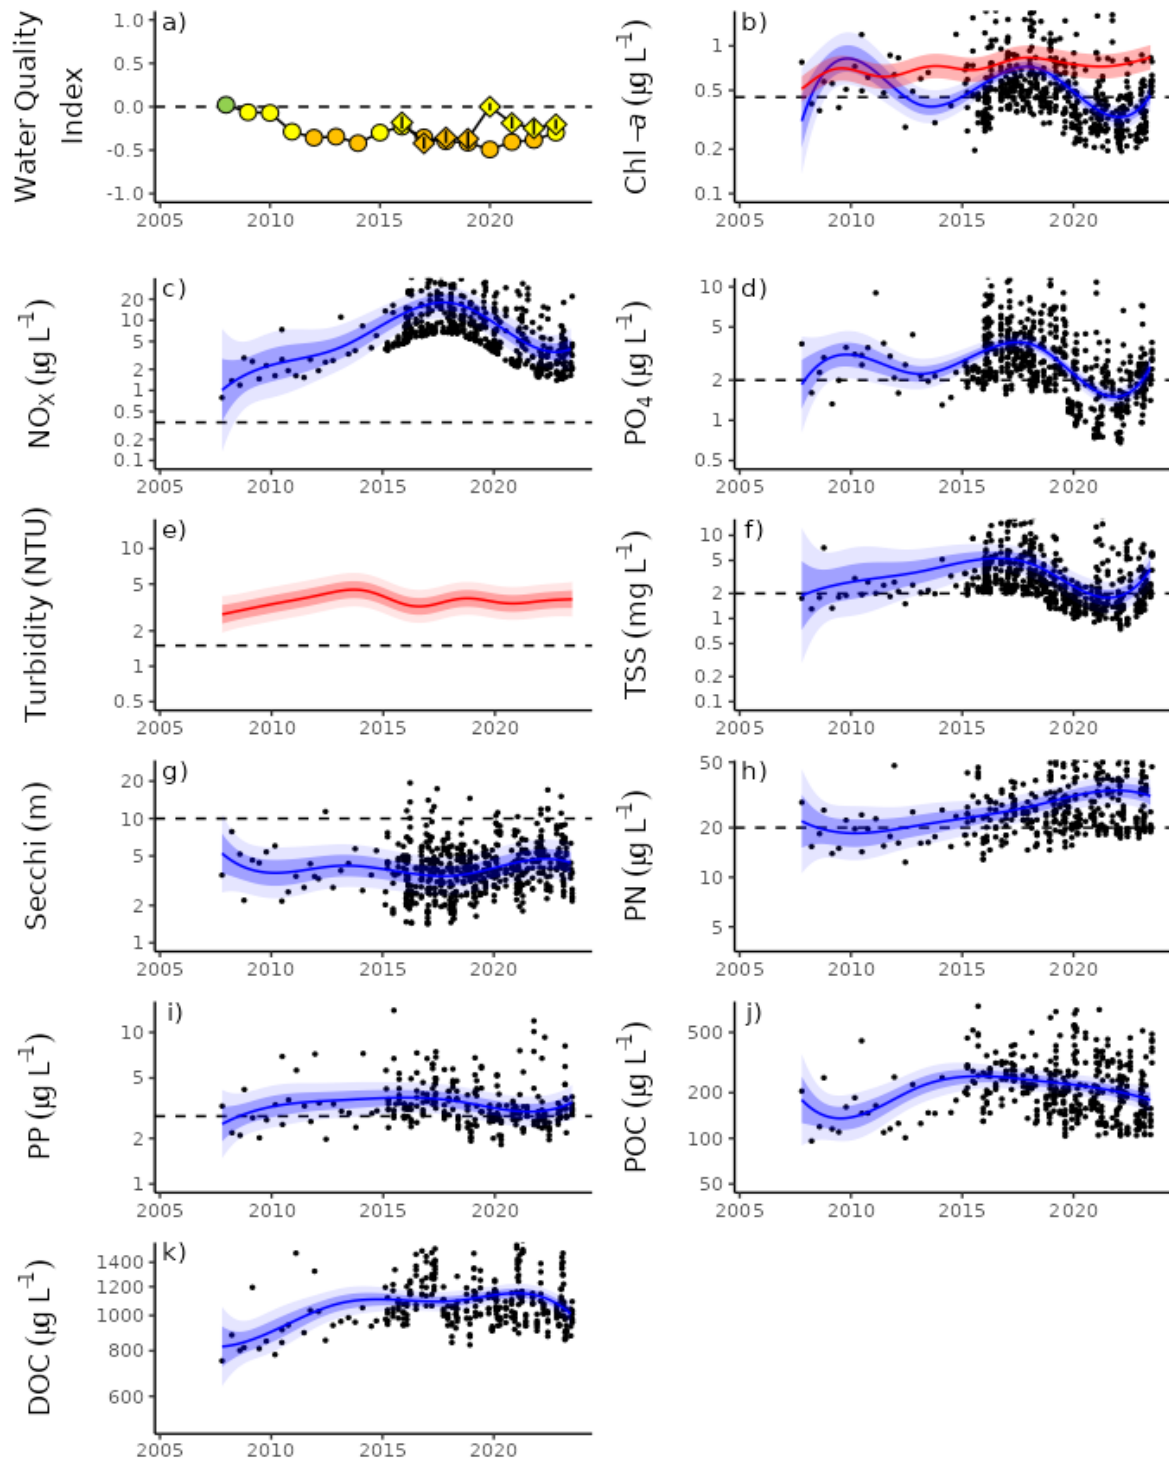 a)
Water Quality
Index
1.0
0.5
0.0
-0.5
-1.0
2005 2010 2015 2020
b)
Chl −a (µg L⁻¹)
1
0.5
0.2
0.1
2005 2010 2015 2020
c)
NOX (µg L⁻¹)
20
10
5
2
1
0.5
0.2
0.1
2005 2010 2015 2020
d)
PO4 (µg L⁻¹)
10
5
2
1
0.5
2005 2010 2015 2020
e)
Turbidity (NTU)
10
5
2
1
0.5
2005 2010 2015 2020
f)
TSS (mg L⁻¹)
10
5
2
1
0.5
0.2
0.1
2005 2010 2015 2020
g)
Secchi (m)
20
10
5
2
1
2005 2010 2015 2020
h)
PN (µg L⁻¹)
50
20
10
5
2005 2010 2015 2020
i)
PP (µg L⁻¹)
10
5
2
1
2005 2010 2015 2020
j)
POC (µg L⁻¹)
500
200
100
50
2005 2010 2015 2020
k)
DOC (µg L⁻¹)
1400
1200
1000
800
600
2005 2010 2015 2020